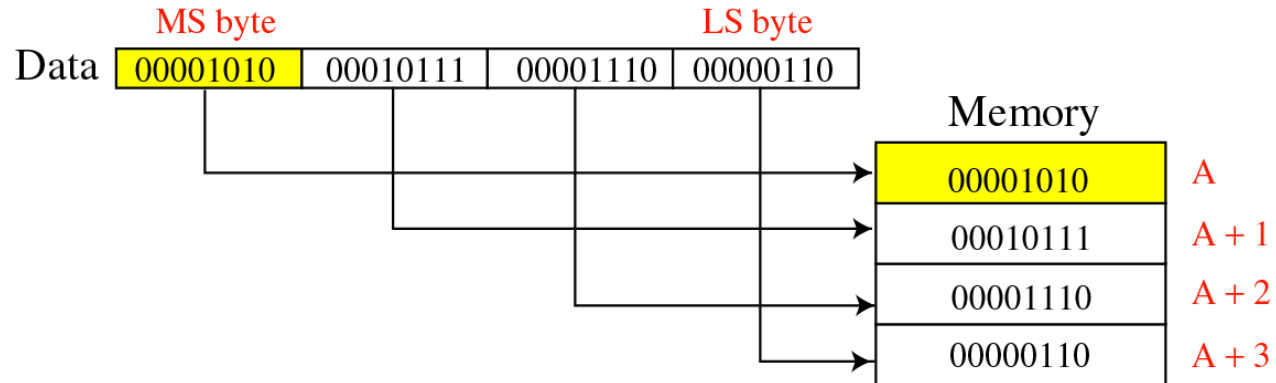 MS byte LS byte
Data 00001010 00010111 00001110 00000110
Memory
00001010 A
00010111 A + 1
00001110 A + 2
00000110 A + 3